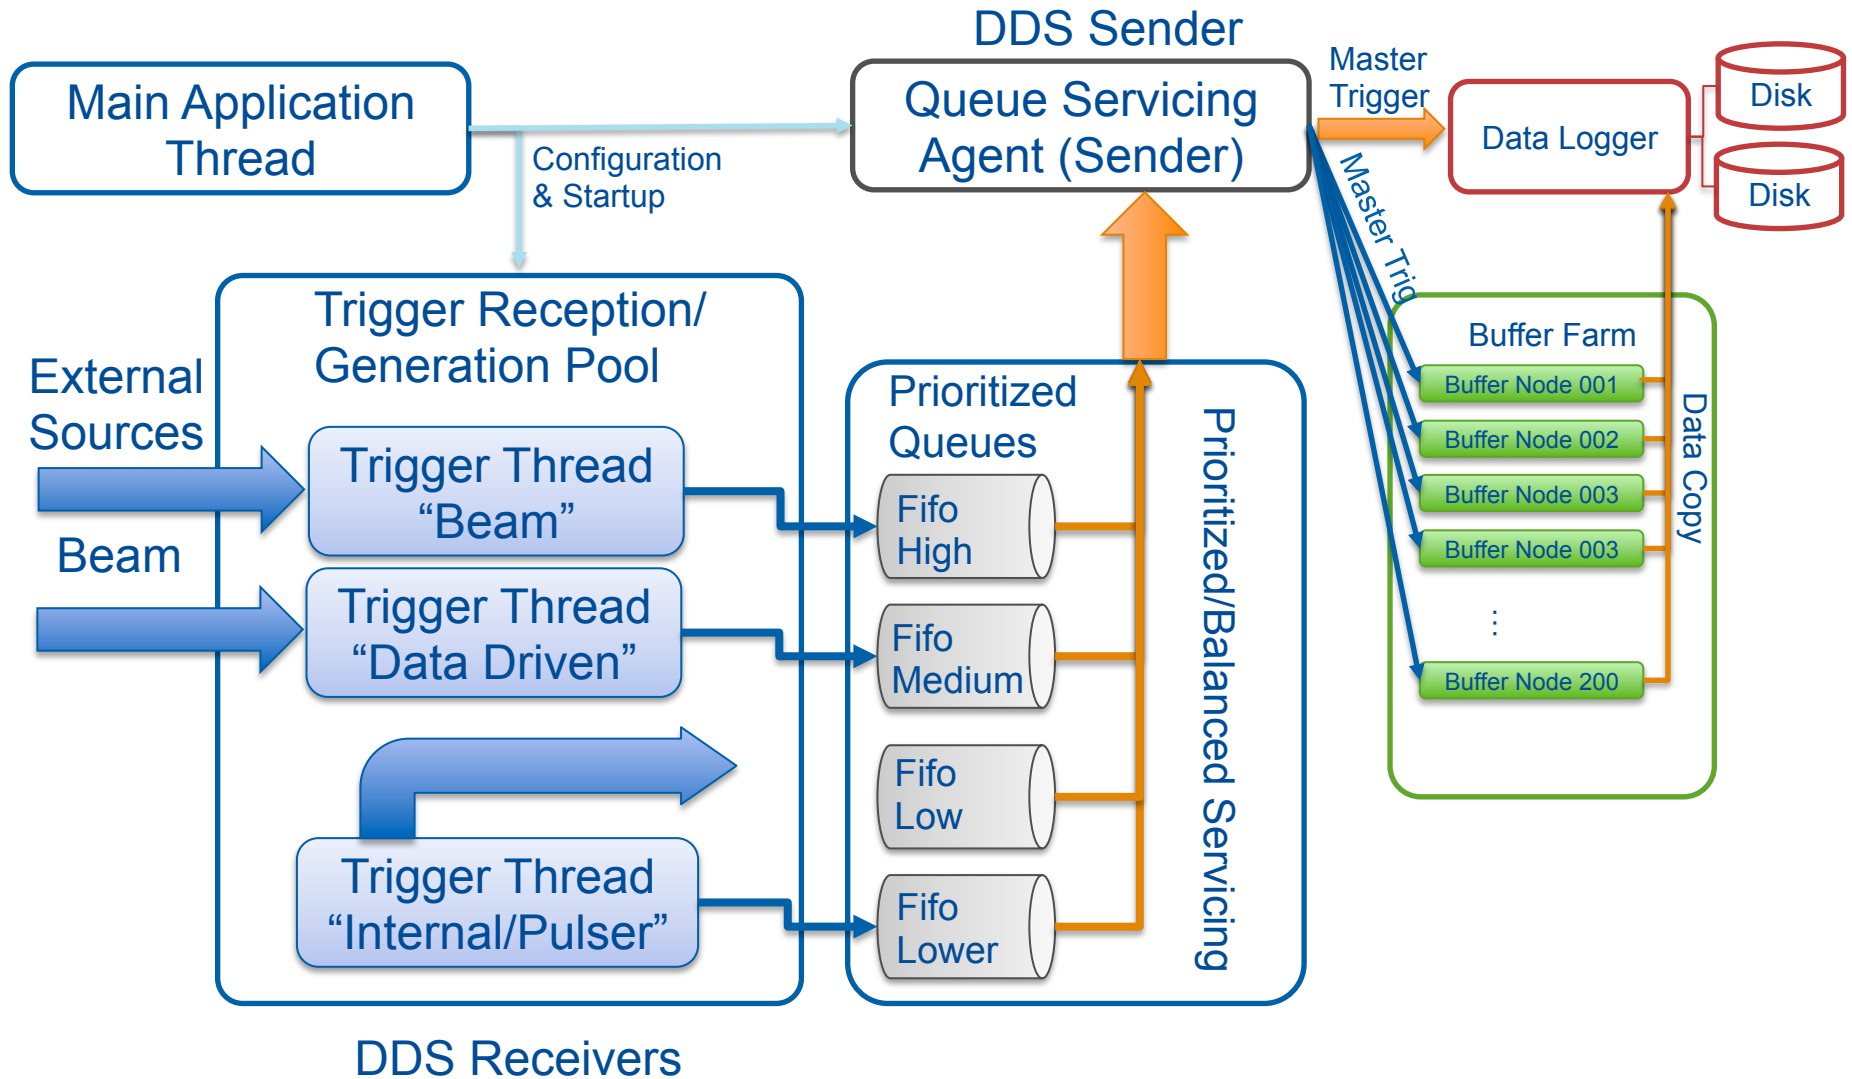 DDS Sender
Main Application
Thread
Queue Servicing
Agent (Sender)
Master
Trigger
Data Logger
Disk
Disk
Configuration
& Startup
Master Trig
Trigger Reception/
Generation Pool
External
Sources
Beam
Trigger Thread
“Beam”
Trigger Thread
“Data Driven”
Trigger Thread
“Internal/Pulser”
Prioritized
Queues
Fifo
High
Fifo
Medium
Fifo
Low
Fifo
Lower
Prioritized/Balanced Servicing
Buffer Farm
Buffer Node 001
Buffer Node 002
Buffer Node 003
Buffer Node 003
...
Buffer Node 200
Data Copy
DDS Receivers